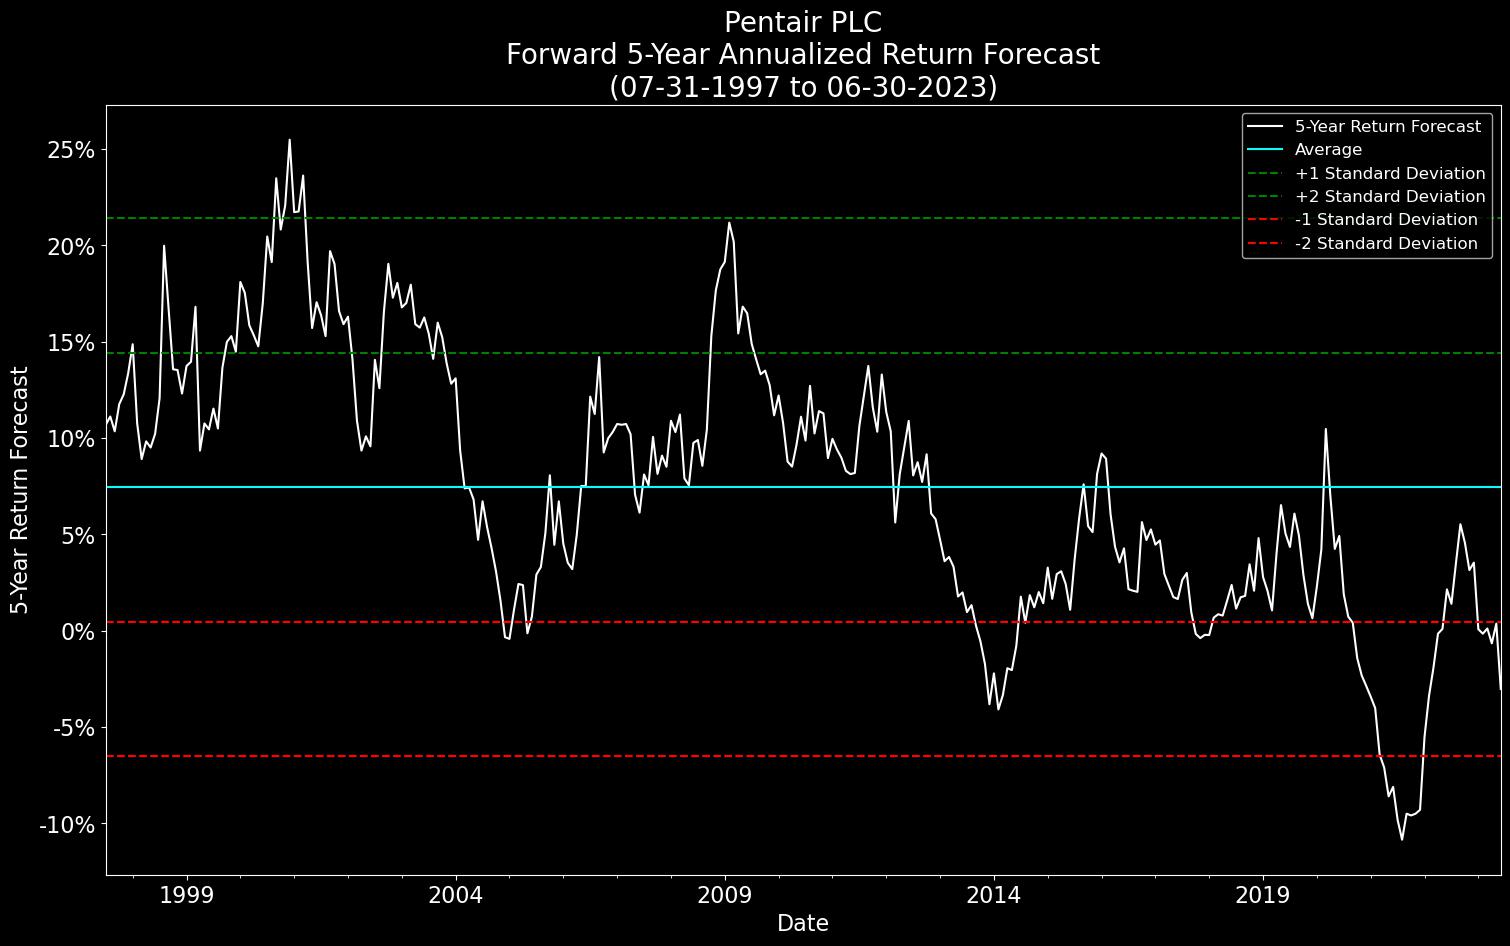 Pentair PLC
Forward 5-Year Annualized Return Forecast
(07-31-1997 to 06-30-2023)
5-Year Return Forecast
Average
+1 Standard Deviation
+2 Standard Deviation
-1 Standard Deviation
-2 Standard Deviation
5-Year Return Forecast
25%
20%
15%
10%
5%
0%
-5%
-10%
1999 2004 2009 2014 2019
Date